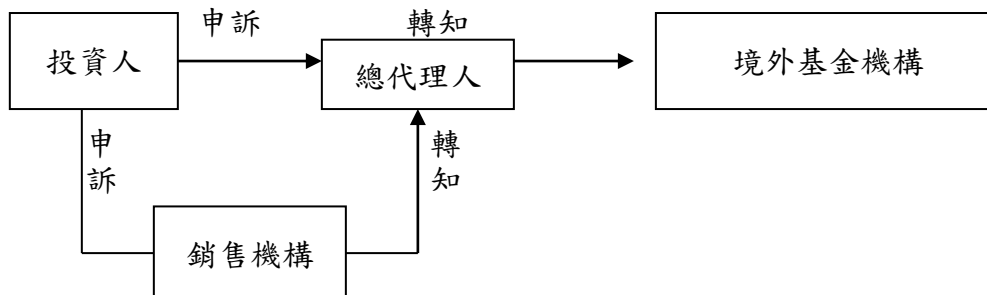 申訴
轉知
投資人
總代理人
境外基金機構
申訴
轉知
銷售機構